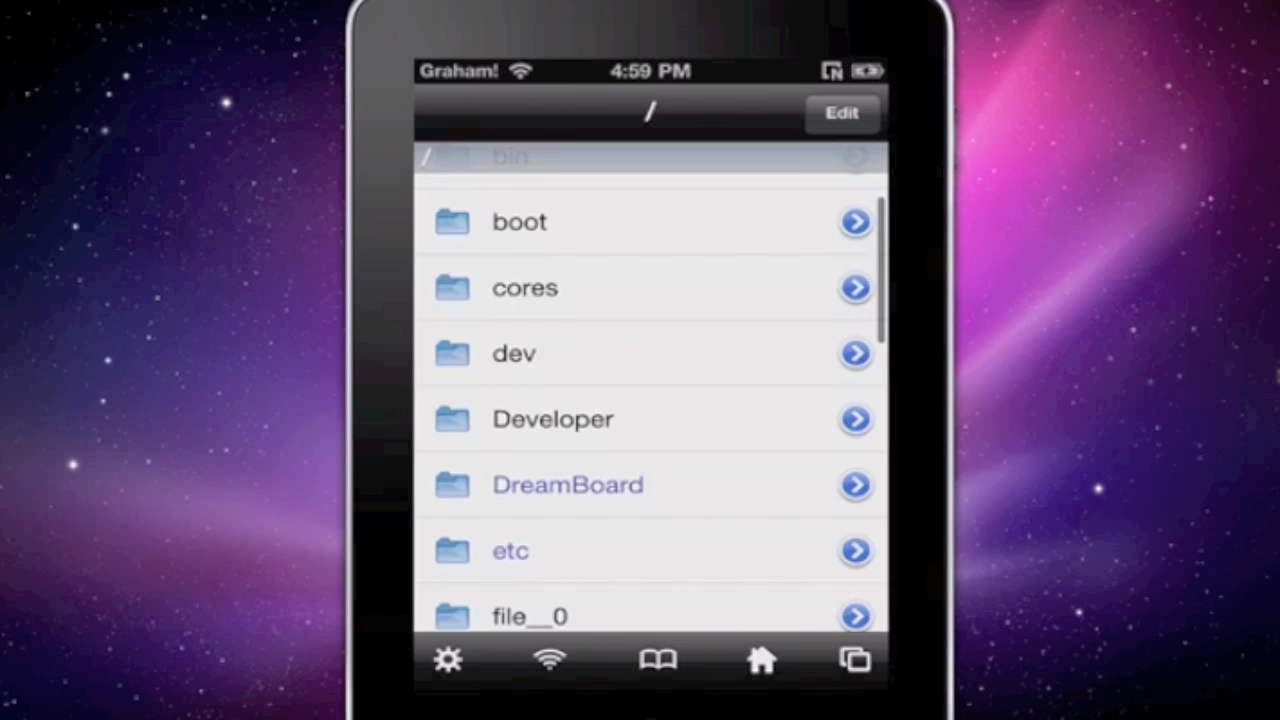 Graham! 4:59 PM
/ Edit
/ bin
boot
cores
dev
Developer
DreamBoard
etc
file__0